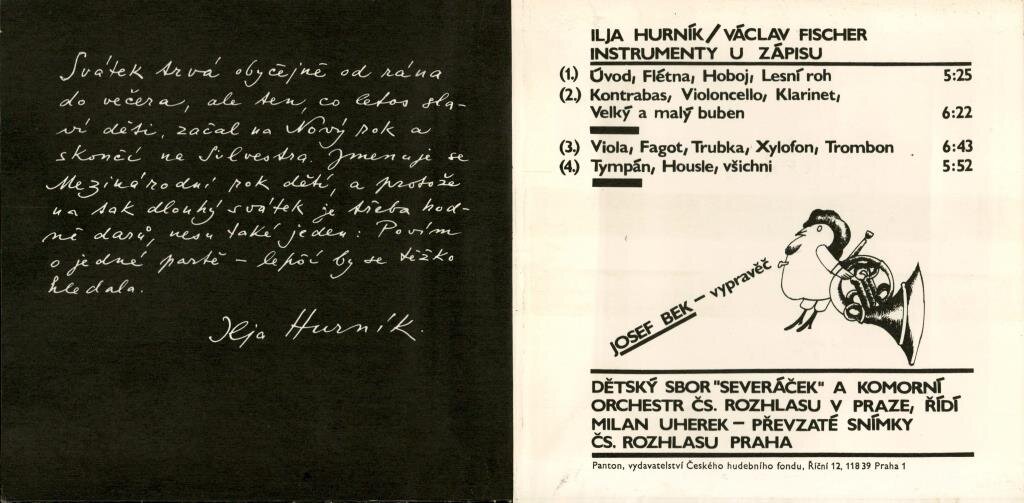 Svátek trvá obyčejně od rána
do večera, ale ten, co letos sla-
ví děti, začal na Nový rok a
skončí na Silvestra. Jmenuje se
Mezinárodní rok dětí, a protože
na tak dlouhý svátek je třeba hod-
ně darů, nesu také jeden: Povím
o jedné partě – lepší by se těžko
hledala.
Ilja Hurník.
ILJA HURNÍK/VÁCLAV FISCHER
INSTRUMENTY U ZÁPISU
(1.) Úvod, Flétna, Hoboj, Lesní roh 5:25
(2.) Kontrabas, Violoncello, Klarinet,
Velký a malý buben 6:22
(3.) Viola, Fagot, Trubka, Xylofon, Trombon 6:43
(4.) Tympán, Housle, všichni 5:52
JOSEF BEK – vypravěč
DĚTSKÝ SBOR "SEVERÁČEK" A KOMORNÍ
ORCHESTR ČS. ROZHLASU V PRAZE, ŘÍDÍ
MILAN UHEREK – PŘEVZATÉ SNÍMKY
ČS. ROZHLASU PRAHA
Panton, vydavatelství Českého hudebního fondu, Říční 12, 118 39 Praha 1